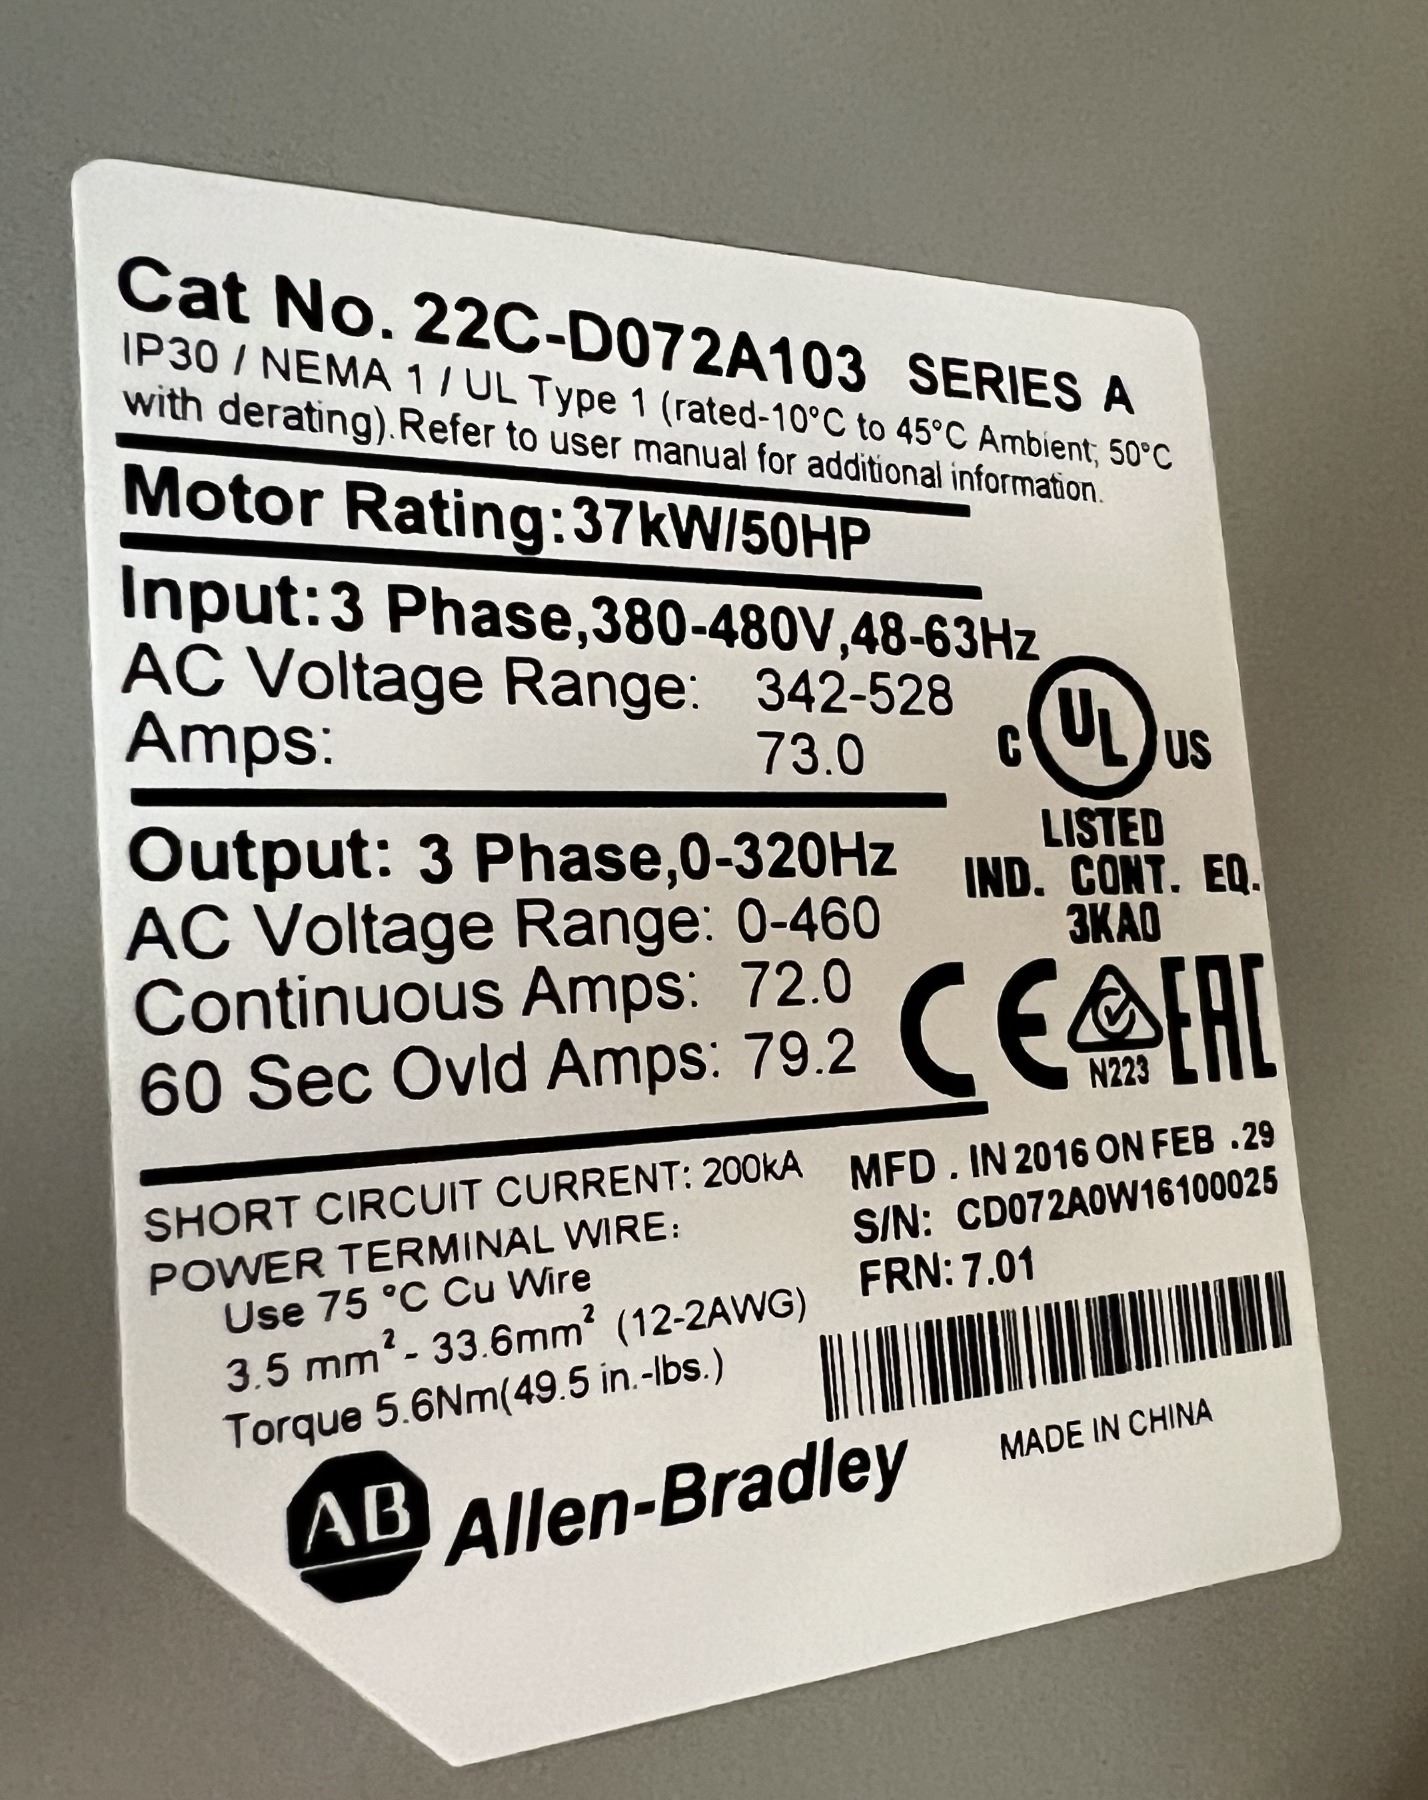 Cat No. 22C-D072A103 SERIES A
IP30 / NEMA 1 / UL Type 1 (rated-10°C to 45°C Ambient; 50°C
with derating).Refer to user manual for additional information.
Motor Rating:37kW/50HP
Input:3 Phase,380-480V,48-63Hz
AC Voltage Range: 342-528
Amps: 73.0
C UL US
LISTED
IND. CONT. EQ.
3KA0
Output: 3 Phase,0-320Hz
AC Voltage Range: 0-460
Continuous Amps: 72.0
60 Sec Ovld Amps: 79.2
CE
N223
EAC
SHORT CIRCUIT CURRENT: 200kA
POWER TERMINAL WIRE:
Use 75 °C Cu Wire
3.5 mm² - 33.6mm² (12-2AWG)
Torque 5.6Nm(49.5 in.-lbs.)
MFD . IN 2016 ON FEB .29
S/N: CD072A0W16100025
FRN: 7.01
MADE IN CHINA
AB Allen-Bradley